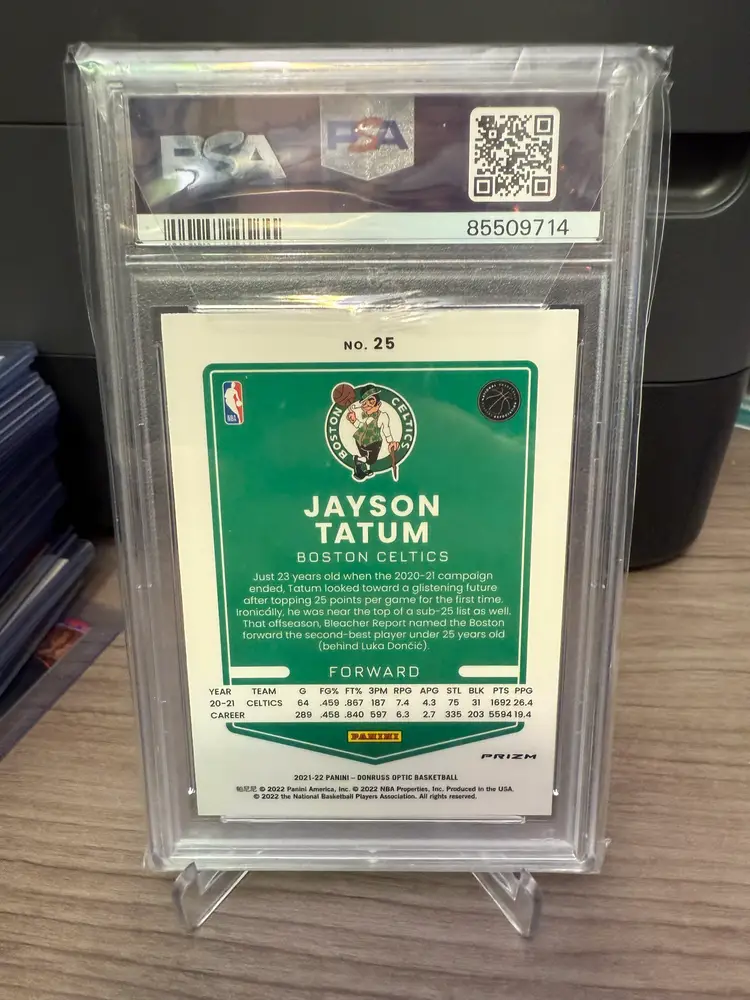 PSA PSA
85509714
NO. 25
NBA
BOSTON CELTICS
JAYSON
TATUM
BOSTON CELTICS
Just 23 years old when the 2020-21 campaign
ended, Tatum looked toward a glistening future
after topping 25 points per game for the first time.
Ironically, he was near the top of a sub-25 list as well.
That offseason, Bleacher Report named the Boston
forward the second-best player under 25 years old
(behind Luka Dončić).
FORWARD
YEAR TEAM G FG% FT% 3PM RPG APG STL BLK PTS PPG
20-21 CELTICS 64 .459 .867 187 7.4 4.3 75 31 1692 26.4
CAREER 289 .458 .840 597 6.3 2.7 335 203 5594 19.4
PANINI
PRIZM
2021-22 PANINI – DONRUSS OPTIC BASKETBALL
帕尼尼 © 2022 Panini America, Inc. © 2022 NBA Properties, Inc. Produced in the USA.
© 2022 the National Basketball Players Association. All rights reserved.